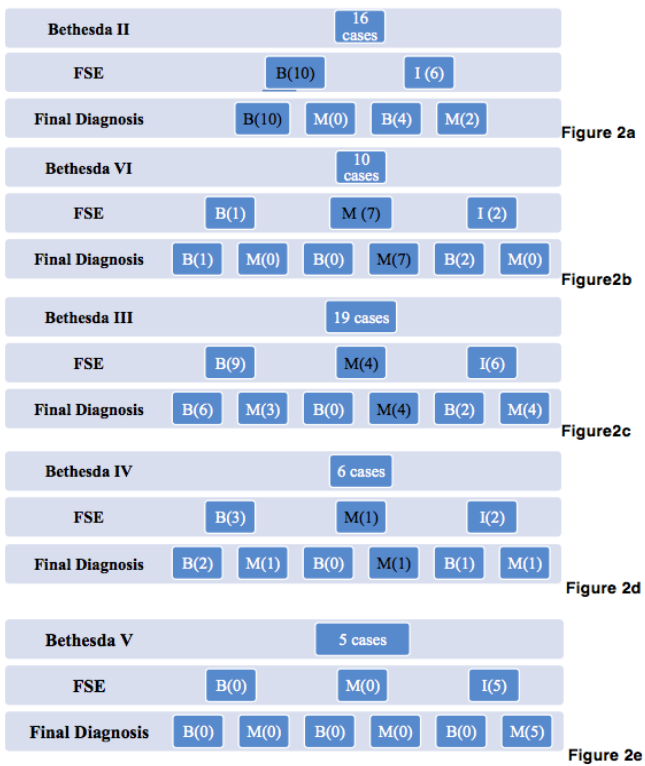 Bethesda II 16 cases
FSE B(10) I (6)
Final Diagnosis B(10) M(0) B(4) M(2)
Figure 2a
Bethesda VI 10 cases
FSE B(1) M (7) I (2)
Final Diagnosis B(1) M(0) B(0) M(7) B(2) M(0)
Figure2b
Bethesda III 19 cases
FSE B(9) M(4) I(6)
Final Diagnosis B(6) M(3) B(0) M(4) B(2) M(4)
Figure2c
Bethesda IV 6 cases
FSE B(3) M(1) I(2)
Final Diagnosis B(2) M(1) B(0) M(1) B(1) M(1)
Figure 2d
Bethesda V 5 cases
FSE B(0) M(0) I(5)
Final Diagnosis B(0) M(0) B(0) M(0) B(0) M(5)
Figure 2e